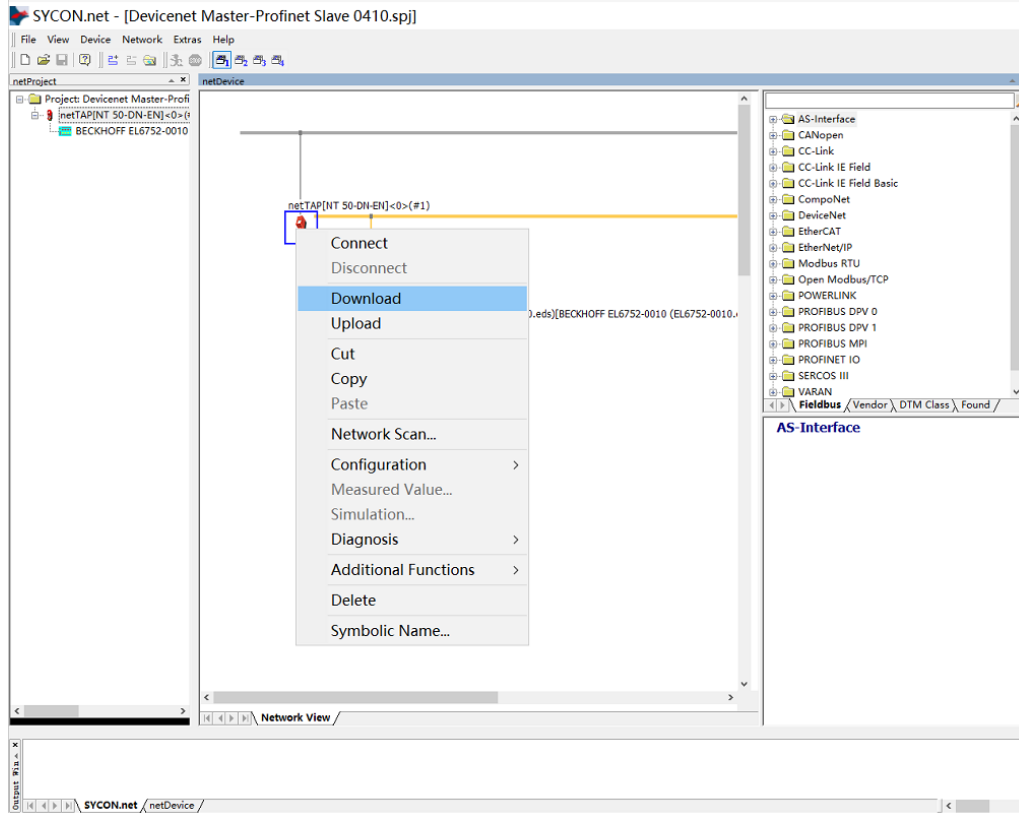 SYCON.net - [Devicenet Master-Profinet Slave 0410.spj]
File View Device Network Extras Help
netProject
netDevice
Project: Devicenet Master-Profi
netTAP[NT 50-DN-EN]<0>(#
BECKHOFF EL6752-0010
netTAP[NT 50-DN-EN]<0>(#1)
0.eds)[BECKHOFF EL6752-0010 (EL6752-0010.
Connect
Disconnect
Download
Upload
Cut
Copy
Paste
Network Scan...
Configuration
Measured Value...
Simulation...
Diagnosis
Additional Functions
Delete
Symbolic Name...
Network View
AS-Interface
CANopen
CC-Link
CC-Link IE Field
CC-Link IE Field Basic
CompoNet
DeviceNet
EtherCAT
EtherNet/IP
Modbus RTU
Open Modbus/TCP
POWERLINK
PROFIBUS DPV 0
PROFIBUS DPV 1
PROFIBUS MPI
PROFINET IO
SERCOS III
VARAN
Fieldbus Vendor DTM Class Found
AS-Interface
Output Win
SYCON.net netDevice